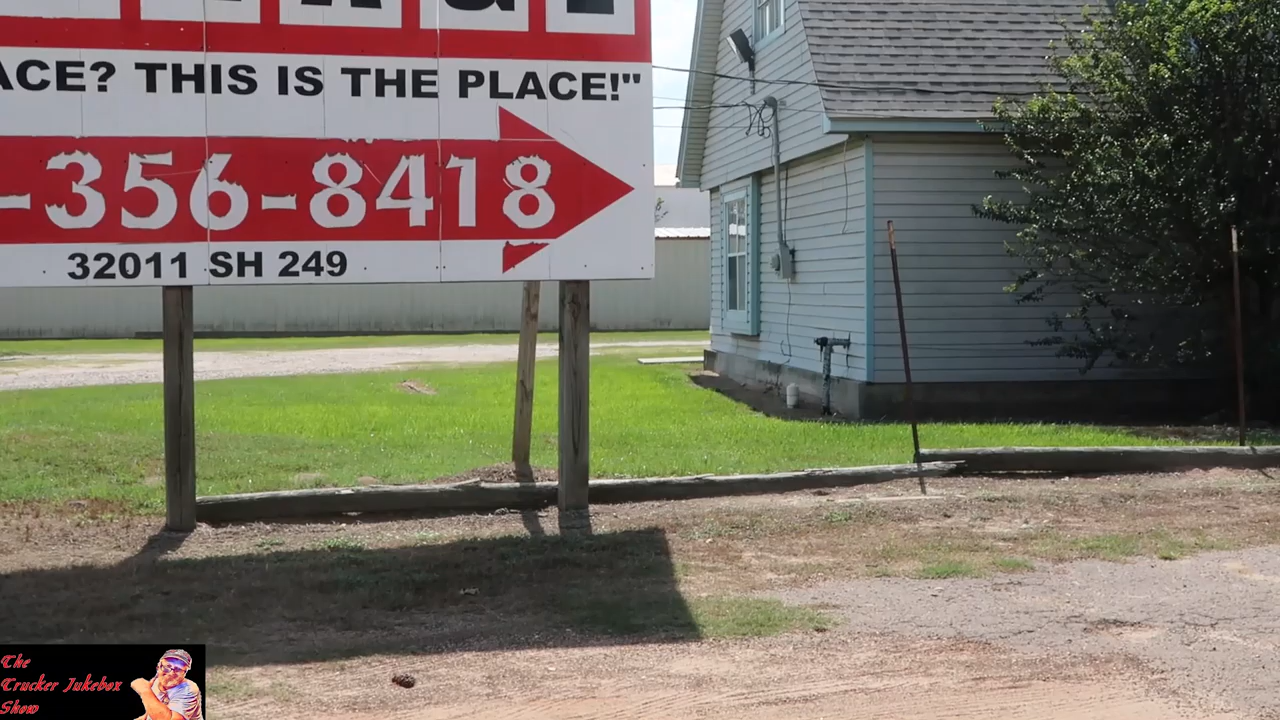 ACE? THIS IS THE PLACE!"
-356-8418
32011 SH 249
The
Trucker Jukebox
Show